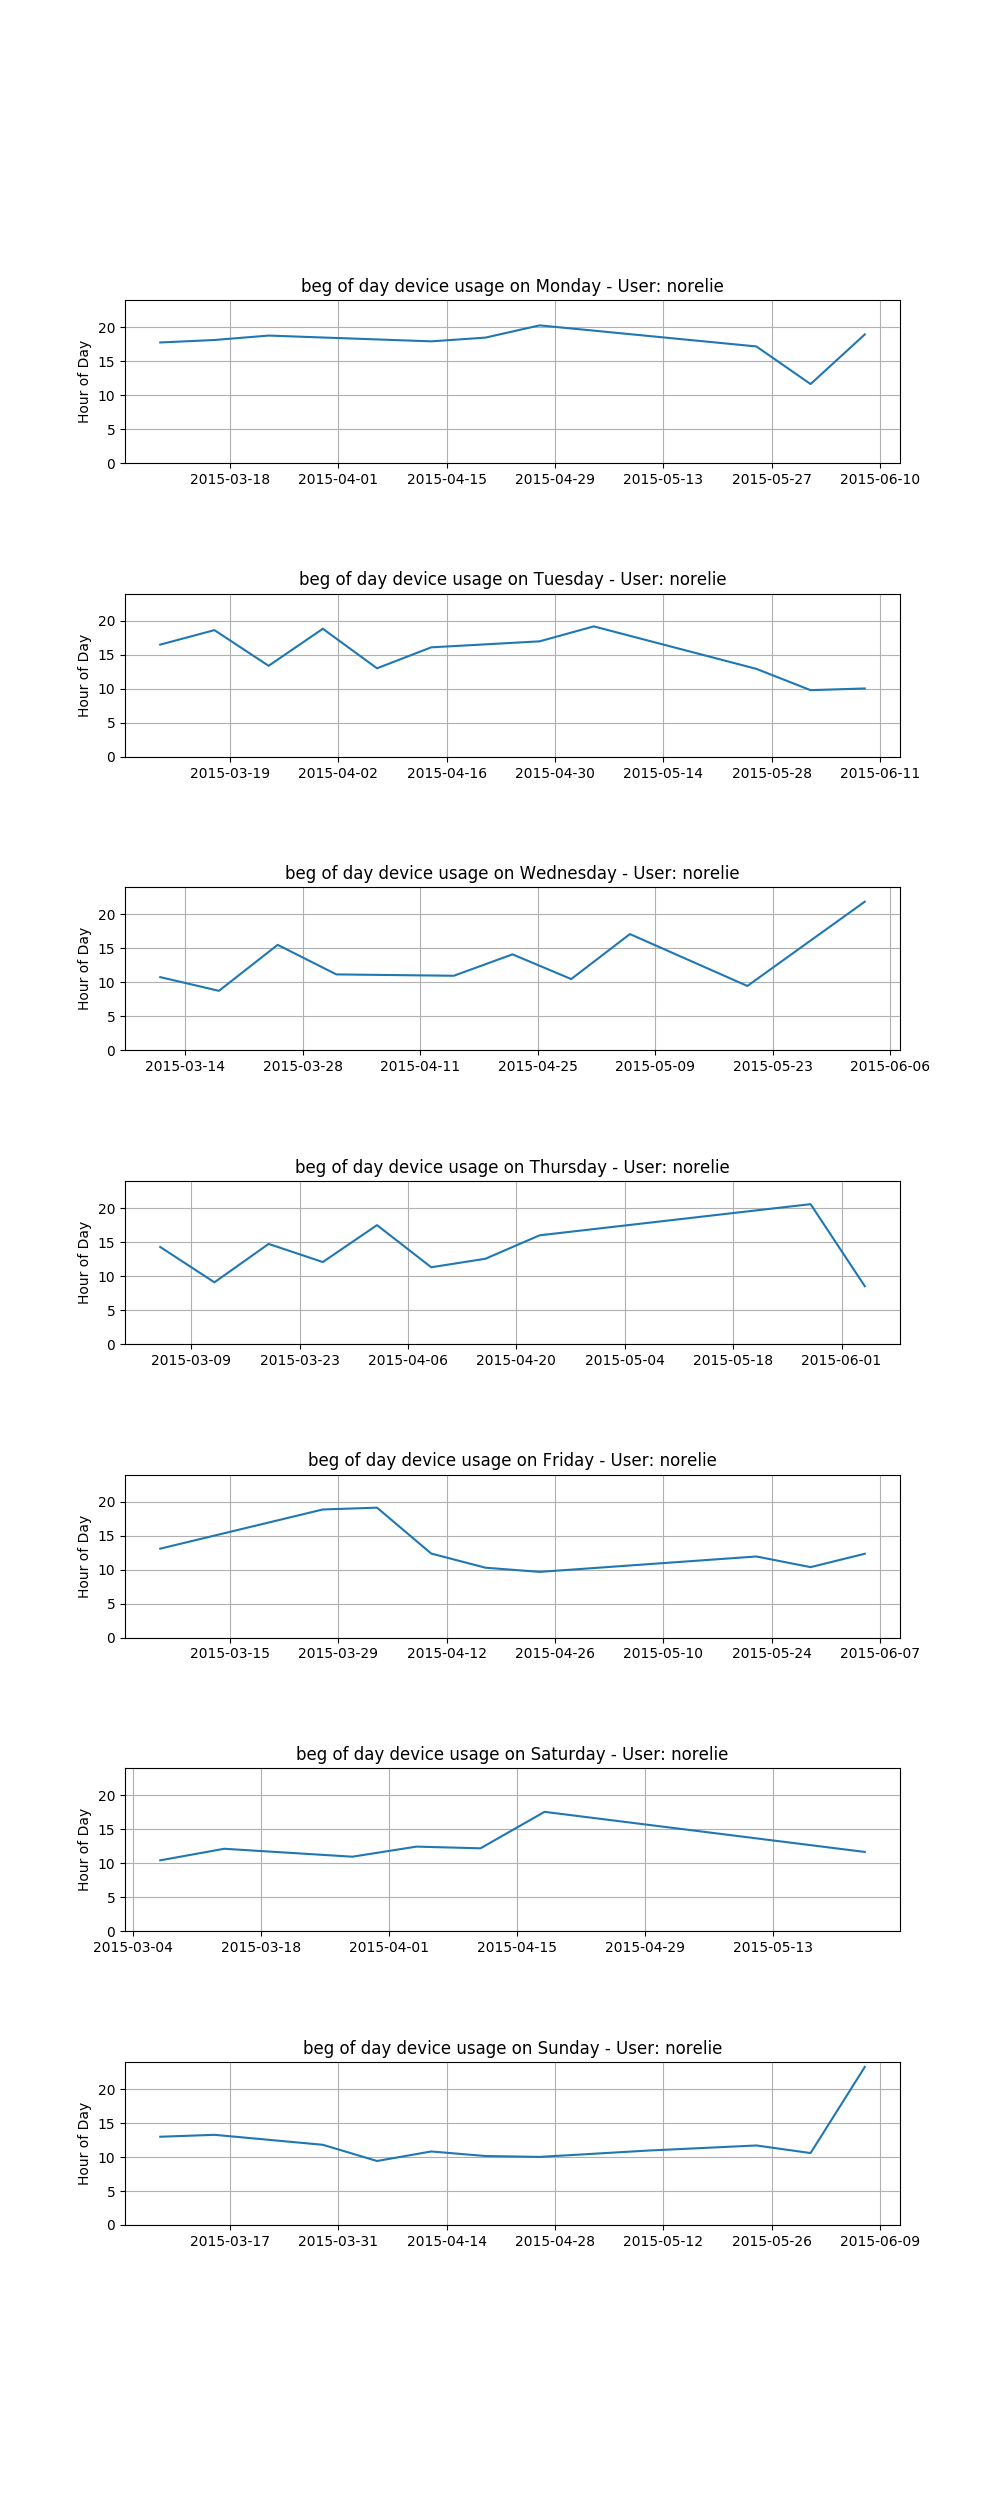 beg of day device usage on Monday - User: norelie
Hour of Day
20
15
10
5
0
2015-03-18 2015-04-01 2015-04-15 2015-04-29 2015-05-13 2015-05-27 2015-06-10
beg of day device usage on Tuesday - User: norelie
Hour of Day
20
15
10
5
0
2015-03-19 2015-04-02 2015-04-16 2015-04-30 2015-05-14 2015-05-28 2015-06-11
beg of day device usage on Wednesday - User: norelie
Hour of Day
20
15
10
5
0
2015-03-14 2015-03-28 2015-04-11 2015-04-25 2015-05-09 2015-05-23 2015-06-06
beg of day device usage on Thursday - User: norelie
Hour of Day
20
15
10
5
0
2015-03-09 2015-03-23 2015-04-06 2015-04-20 2015-05-04 2015-05-18 2015-06-01
beg of day device usage on Friday - User: norelie
Hour of Day
20
15
10
5
0
2015-03-15 2015-03-29 2015-04-12 2015-04-26 2015-05-10 2015-05-24 2015-06-07
beg of day device usage on Saturday - User: norelie
Hour of Day
20
15
10
5
0
2015-03-04 2015-03-18 2015-04-01 2015-04-15 2015-04-29 2015-05-13
beg of day device usage on Sunday - User: norelie
Hour of Day
20
15
10
5
0
2015-03-17 2015-03-31 2015-04-14 2015-04-28 2015-05-12 2015-05-26 2015-06-09